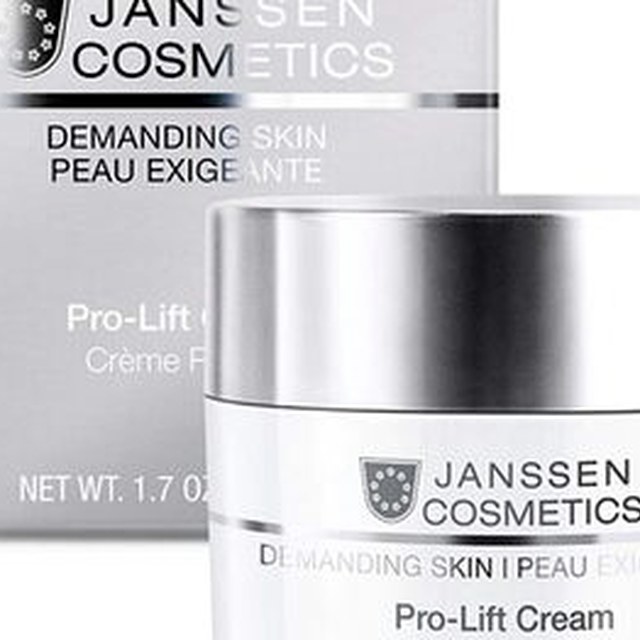 JANSSEN
COSMETICS
DEMANDING SKIN
PEAU EXIGEANTE
Pro-Lift
Crème
NET WT. 1.7
JANSSEN
COSMETICS
DEMANDING SKIN | PEAU
Pro-Lift Cream